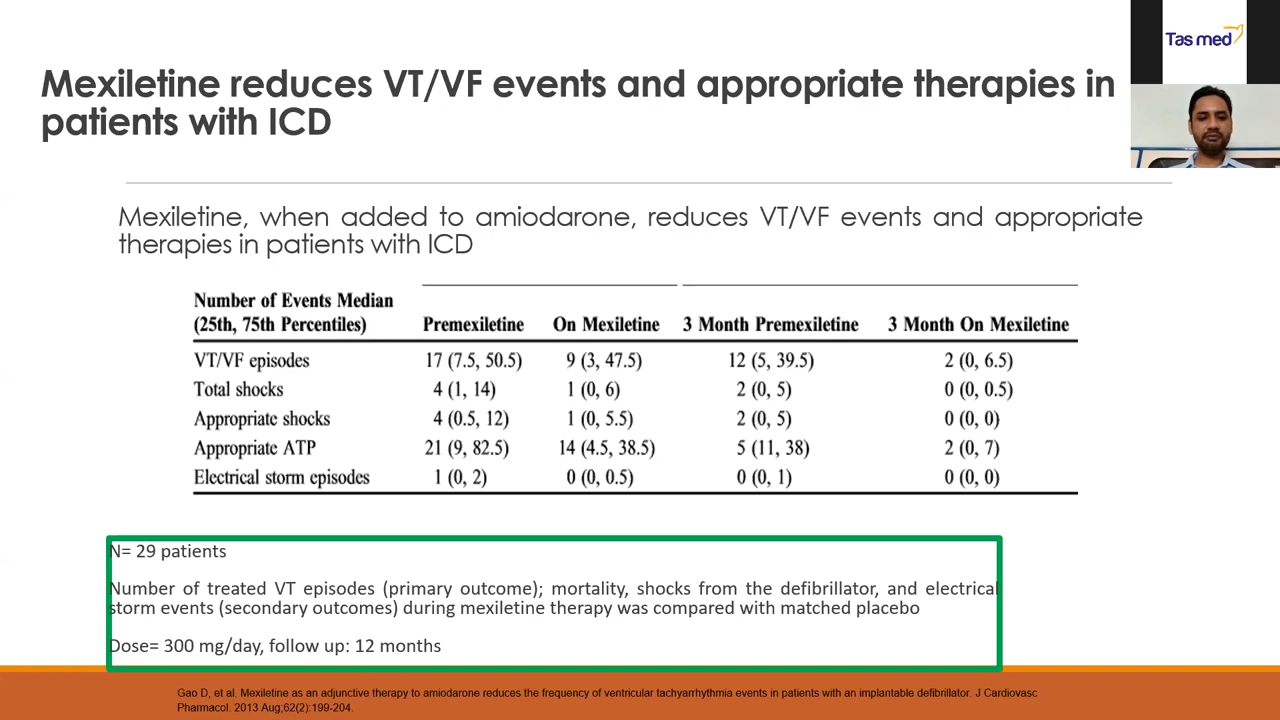 Tas med
Mexiletine reduces VT/VF events and appropriate therapies in
patients with ICD
Mexiletine, when added to amiodarone, reduces VT/VF events and appropriate
therapies in patients with ICD
Number of Events Median
(25th, 75th Percentiles) Premexiletine On Mexiletine 3 Month Premexiletine 3 Month On Mexiletine
VT/VF episodes 17 (7.5, 50.5) 9 (3, 47.5) 12 (5, 39.5) 2 (0, 6.5)
Total shocks 4 (1, 14) 1 (0, 6) 2 (0, 5) 0 (0, 0.5)
Appropriate shocks 4 (0.5, 12) 1 (0, 5.5) 2 (0, 5) 0 (0, 0)
Appropriate ATP 21 (9, 82.5) 14 (4.5, 38.5) 5 (11, 38) 2 (0, 7)
Electrical storm episodes 1 (0, 2) 0 (0, 0.5) 0 (0, 1) 0 (0, 0)
N= 29 patients
Number of treated VT episodes (primary outcome); mortality, shocks from the defibrillator, and electrical
storm events (secondary outcomes) during mexiletine therapy was compared with matched placebo
Dose= 300 mg/day, follow up: 12 months
Gao D, et al. Mexiletine as an adjunctive therapy to amiodarone reduces the frequency of ventricular tachyarrhythmia events in patients with an implantable defibrillator. J Cardiovasc
Pharmacol. 2013 Aug;62(2):199-204.